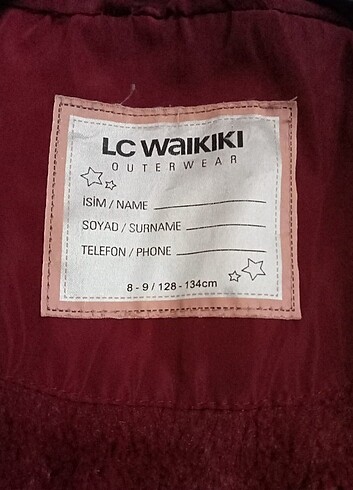 LC WAIKIKI
OUTERWEAR
İSİM / NAME
SOYAD / SURNAME
TELEFON / PHONE
8 - 9 / 128 - 134cm